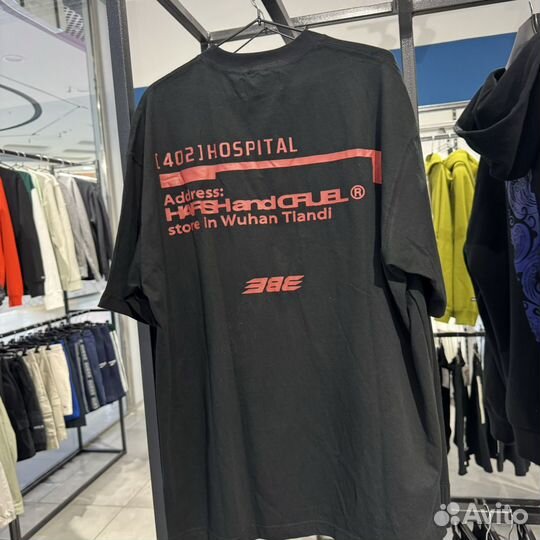 [402]HOSPITAL
Address:
HARSH and CRUEL®
store in Wuhan Tiandi
Avito